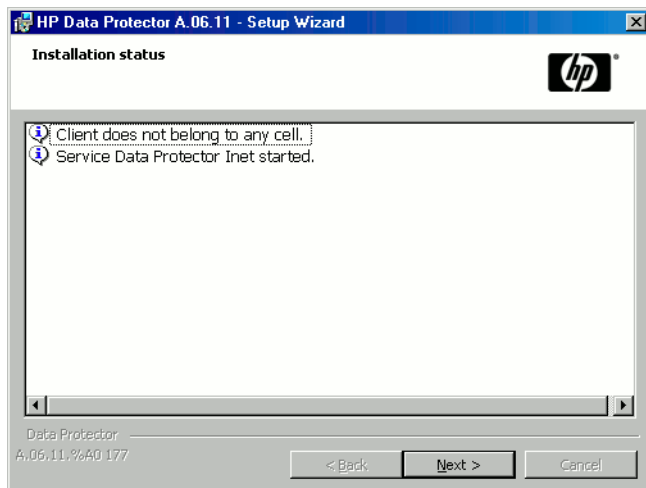 HP Data Protector A.06.11 - Setup Wizard
Installation status
hp
Client does not belong to any cell.
Service Data Protector Inet started.
Data Protector
A.06.11.%A0 177
< Back
Next >
Cancel